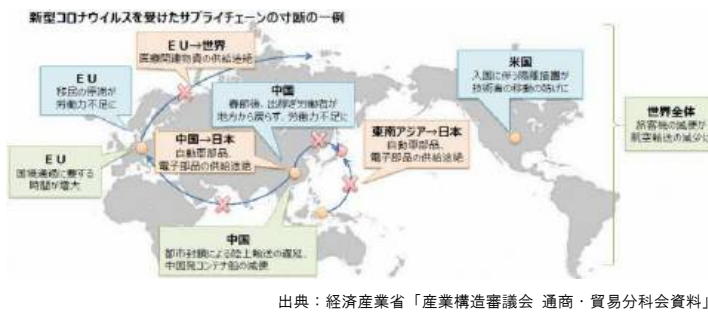 新型コロナウイルスを受けたサプライチェーンの寸断の一例
EU→世界
医療関連物資の供給途絶
EU
移民の停滞が
労働力不足に
中国
春節後、出稼ぎ労働者が
地方から戻らず、労働力不足に
米国
入国に伴う隔離措置が
技術者の移動の妨げに
世界全体
旅客機の減便が
航空輸送の減少に
中国→日本
自動車部品、
電子部品の供給途絶
東南アジア→日本
自動車部品、
電子部品の供給途絶
EU
国境通過に要する
時間が増大
中国
都市封鎖による陸上輸送の遅延、
中国発コンテナ船の減便
出典：経済産業省「産業構造審議会 通商・貿易分科会資料」